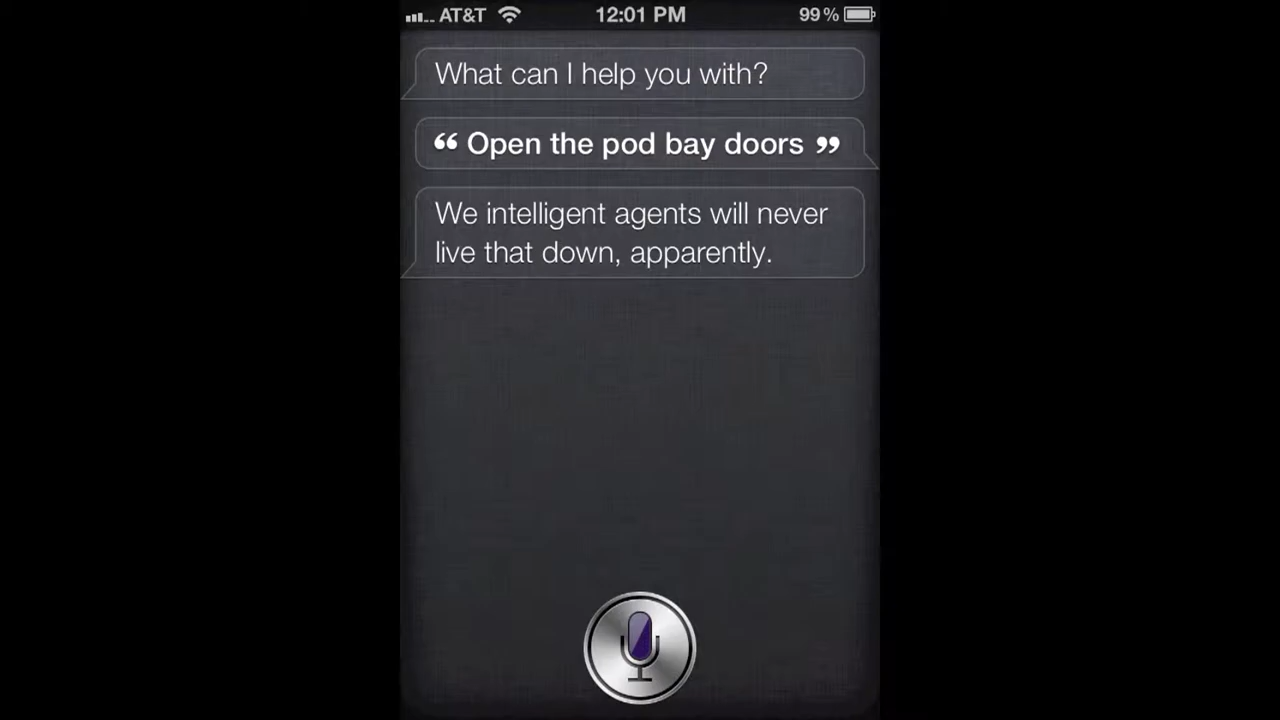 AT&T 12:01 PM 99%
What can I help you with?
“ Open the pod bay doors ”
We intelligent agents will never
live that down, apparently.